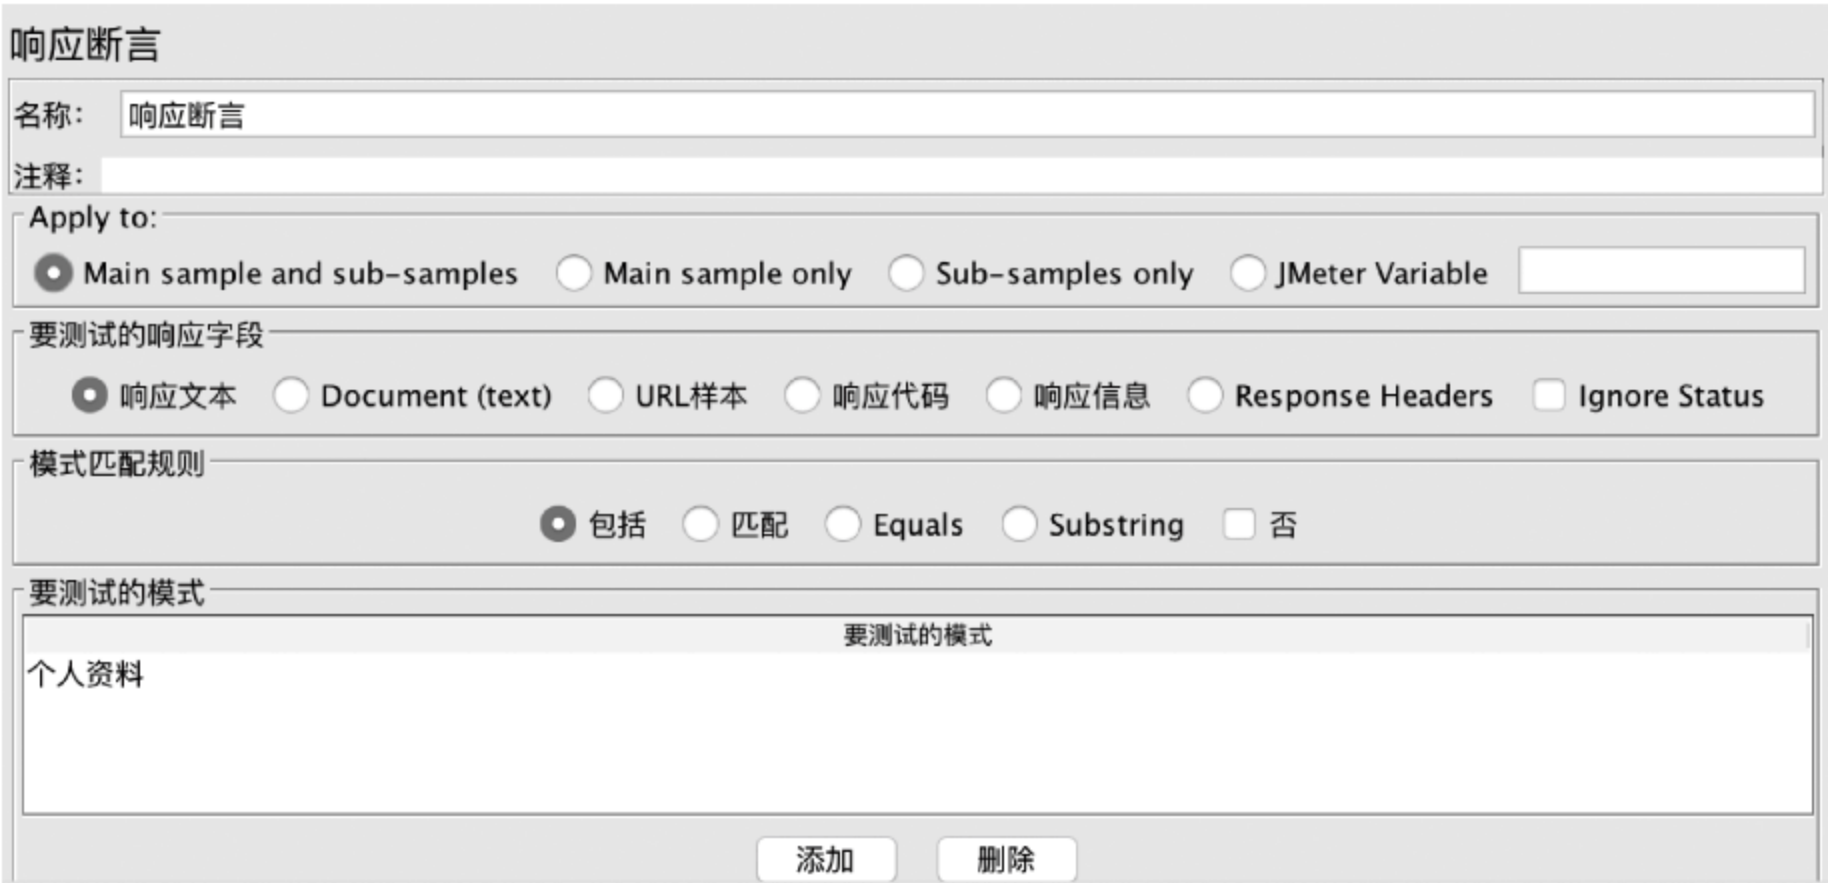 响应断言
名称： 响应断言
注释：
Apply to:
Main sample and sub-samples Main sample only Sub-samples only JMeter Variable
要测试的响应字段
响应文本 Document (text) URL样本 响应代码 响应信息 Response Headers Ignore Status
模式匹配规则
包括 匹配 Equals Substring 否
要测试的模式
要测试的模式
个人资料
添加 删除